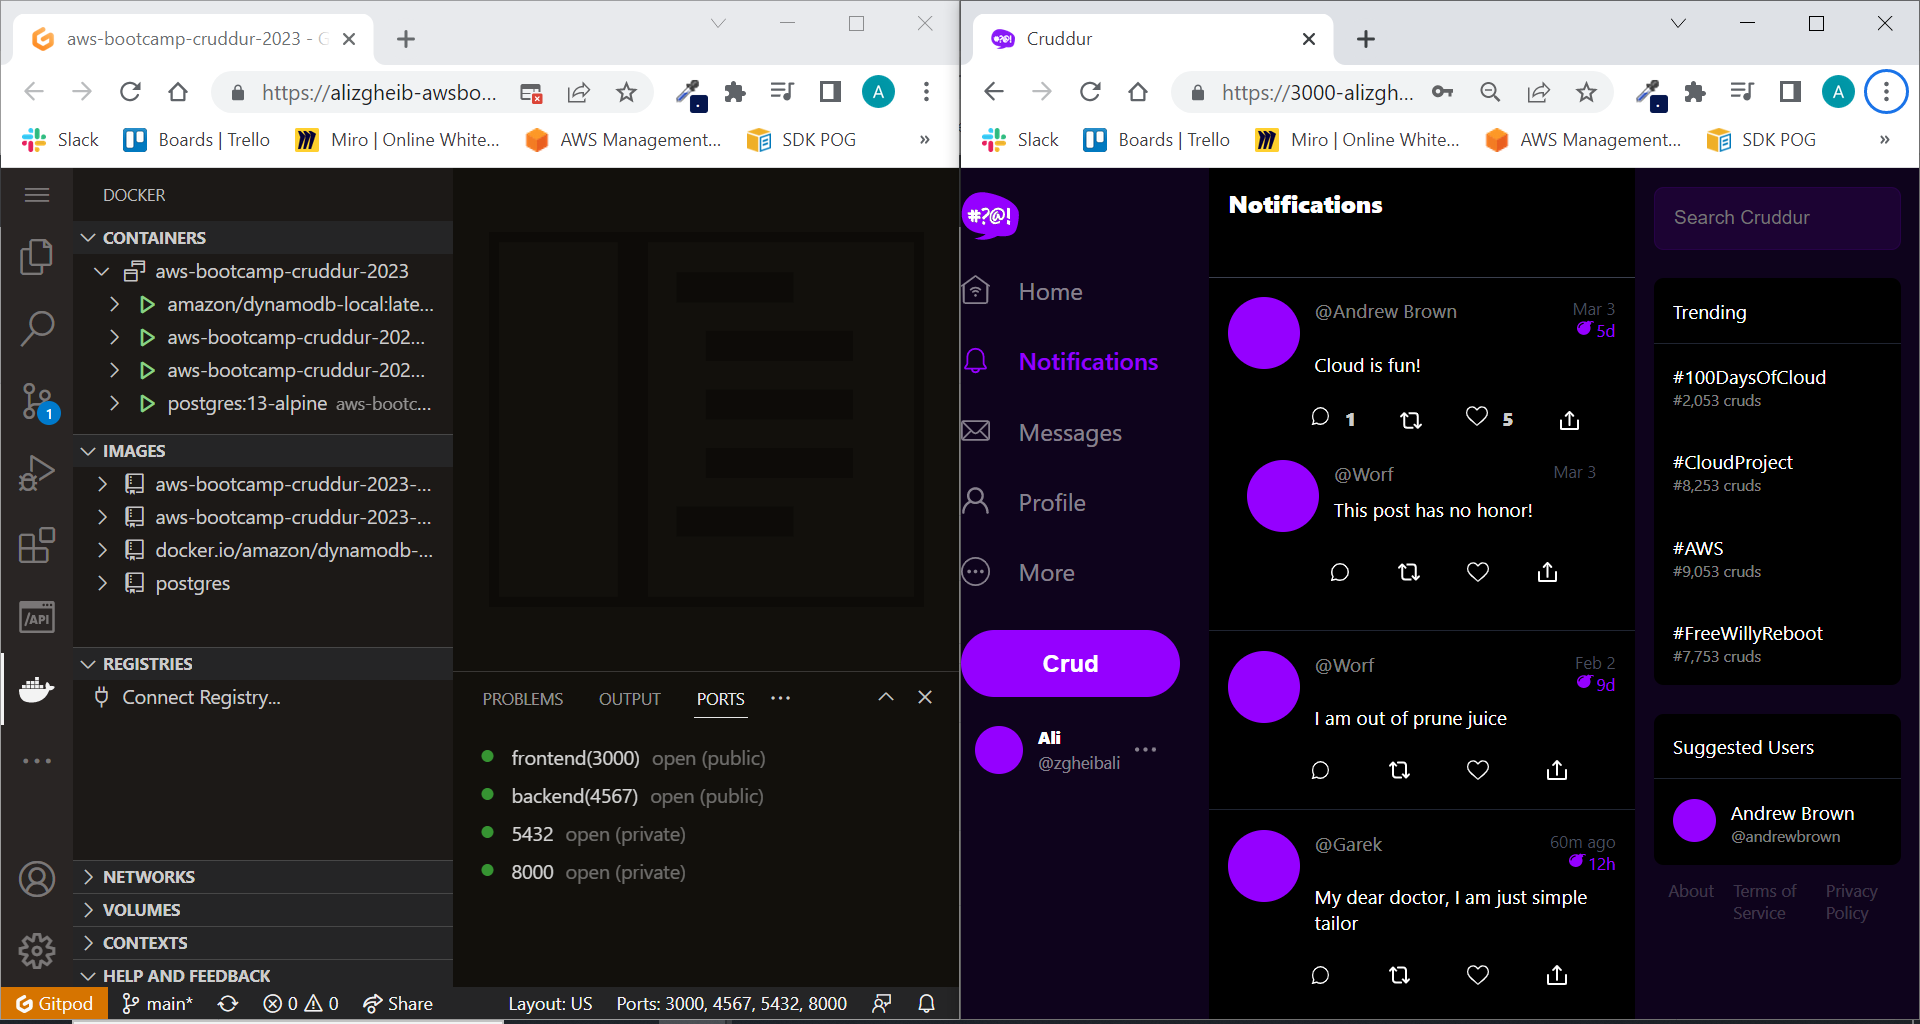 aws-bootcamp-cruddur-2023 - G
https://alizgheib-awsbo...
A
Slack
Boards | Trello
Miro | Online White...
AWS Management...
SDK POG
»
DOCKER
CONTAINERS
aws-bootcamp-cruddur-2023
amazon/dynamodb-local:late...
aws-bootcamp-cruddur-202...
aws-bootcamp-cruddur-202...
postgres:13-alpine aws-bootc...
1
IMAGES
aws-bootcamp-cruddur-2023-...
aws-bootcamp-cruddur-2023-...
docker.io/amazon/dynamodb-...
postgres
/API
REGISTRIES
Connect Registry...
NETWORKS
VOLUMES
CONTEXTS
HELP AND FEEDBACK
PROBLEMS
OUTPUT
PORTS
frontend(3000) open (public)
backend(4567) open (public)
5432 open (private)
8000 open (private)
Gitpod
main*
0
0
Share
Layout: US
Ports: 3000, 4567, 5432, 8000
Cruddur
https://3000-alizgh...
A
Slack
Boards | Trello
Miro | Online White...
AWS Management...
SDK POG
»
#?@!
Home
Notifications
Messages
Profile
More
Crud
Ali
@zgheibali
Notifications
@Andrew Brown
Mar 3
5d
Cloud is fun!
1
5
@Worf
Mar 3
This post has no honor!
@Worf
Feb 2
9d
I am out of prune juice
@Garek
60m ago
12h
My dear doctor, I am just simple
tailor
Search Cruddur
Trending
#100DaysOfCloud
#2,053 cruds
#CloudProject
#8,253 cruds
#AWS
#9,053 cruds
#FreeWillyReboot
#7,753 cruds
Suggested Users
Andrew Brown
@andrewbrown
About
Terms of
Service
Privacy
Policy